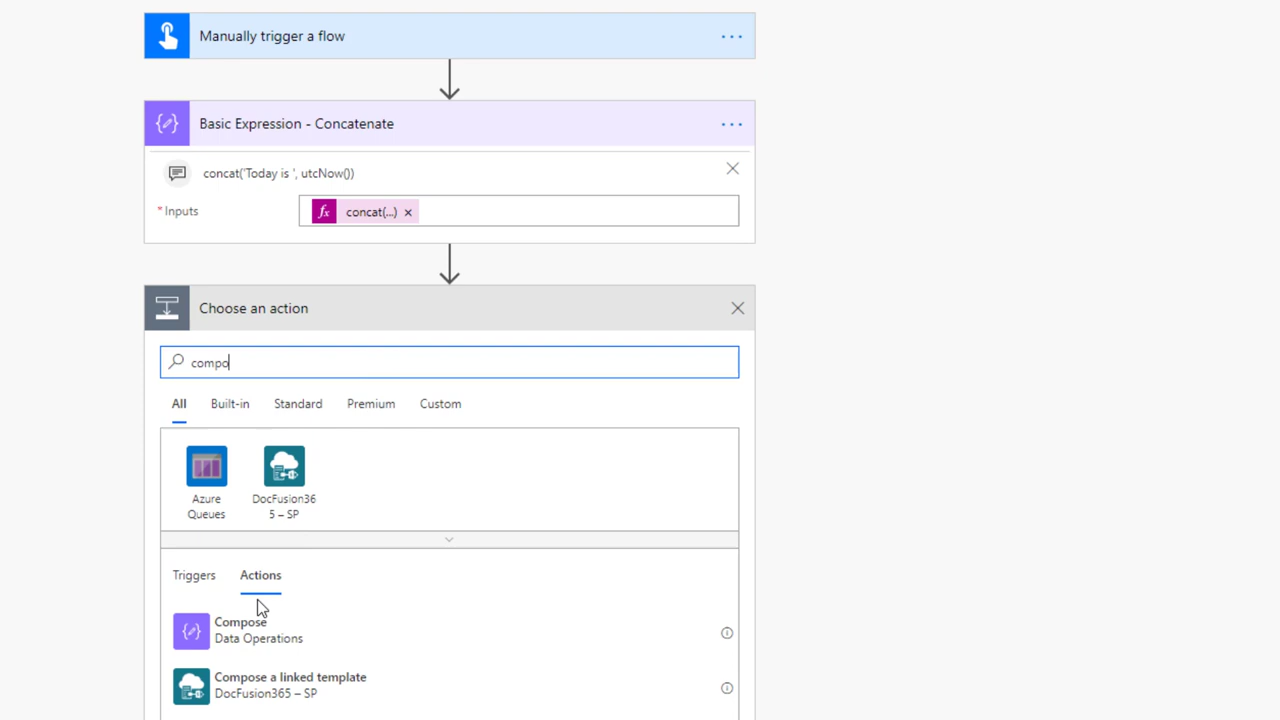 Manually trigger a flow
Basic Expression - Concatenate
concat('Today is ', utcNow())
* Inputs
fx concat(...) ×
Choose an action
compo
All Built-in Standard Premium Custom
Azure
Queues
DocFusion36
5 – SP
Triggers Actions
Compose
Data Operations
Compose a linked template
DocFusion365 – SP